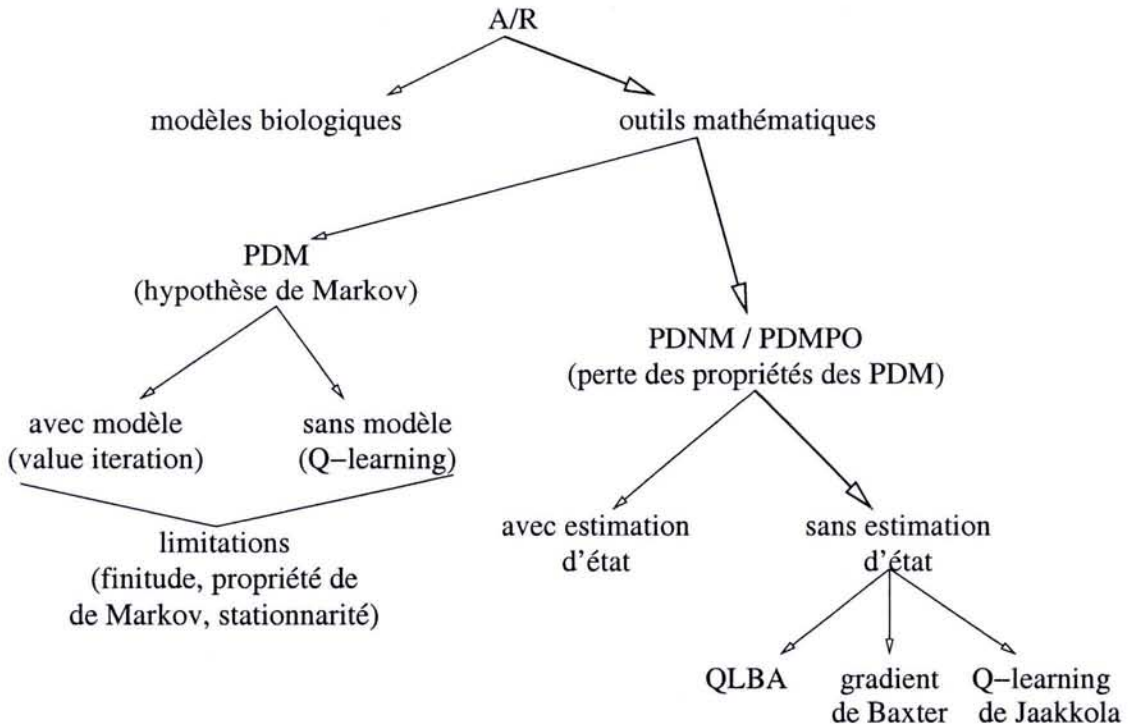 A/R
modèles biologiques
outils mathématiques
PDM
(hypothèse de Markov)
PDNM / PDMPO
(perte des propriétés des PDM)
avec modèle
(value iteration)
sans modèle
(Q–learning)
limitations
(finitude, propriété de
de Markov, stationnarité)
avec estimation
d'état
sans estimation
d'état
QLBA
gradient
de Baxter
Q–learning
de Jaakkola